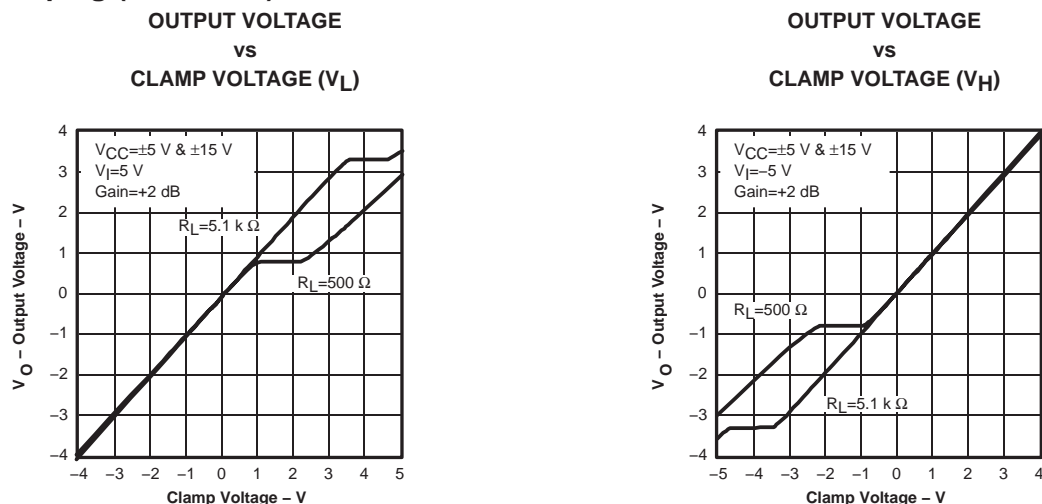 OUTPUT VOLTAGE
vs
CLAMP VOLTAGE (VL)
4
3
2
1
0
−1
−2
−3
−4
VO − Output Voltage − V
VCC=±5 V & ±15 V
VI=5 V
Gain=+2 dB
RL=5.1 k Ω
RL=500 Ω
−4 −3 −2 −1 0 1 2 3 4 5
Clamp Voltage − V
OUTPUT VOLTAGE
vs
CLAMP VOLTAGE (VH)
4
3
2
1
0
−1
−2
−3
−4
VO − Output Voltage − V
VCC=±5 V & ±15 V
VI=−5 V
Gain=+2 dB
RL=500 Ω
RL=5.1 k Ω
−5 −4 −3 −2 −1 0 1 2 3 4
Clamp Voltage − V